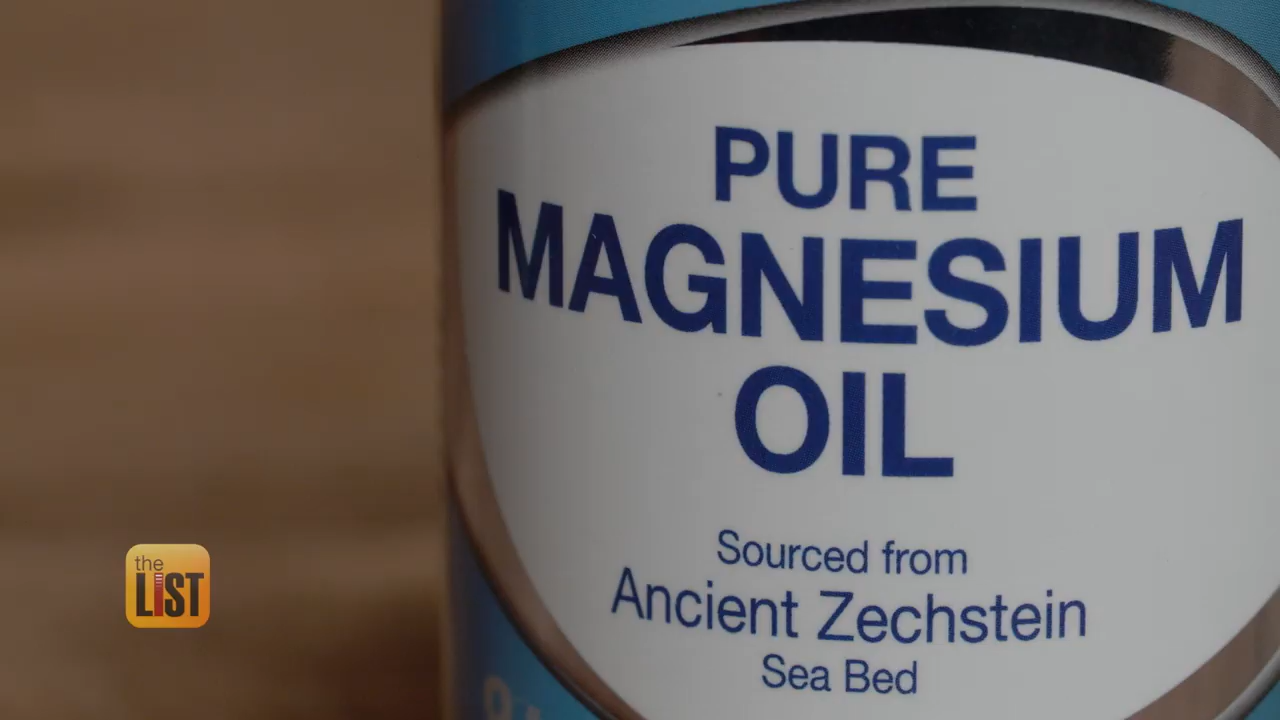 PURE
MAGNESIUM
OIL
Sourced from
Ancient Zechstein
Sea Bed
the
LIST